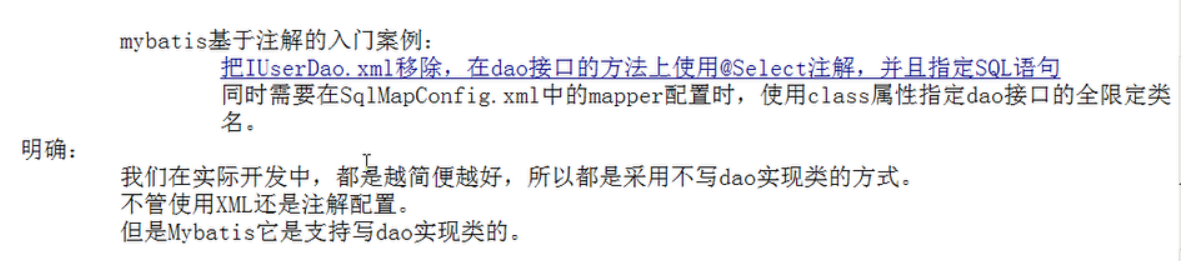 mybatis基于注解的入门案例：
把IUserDao.xml移除，在dao接口的方法上使用@Select注解，并且指定SQL语句
同时需要在SqlMapConfig.xml中的mapper配置时，使用class属性指定dao接口的全限定类
名。
明确：
我们在实际开发中，都是越简便越好，所以都是采用不写dao实现类的方式。
不管使用XML还是注解配置。
但是Mybatis它是支持写dao实现类的。